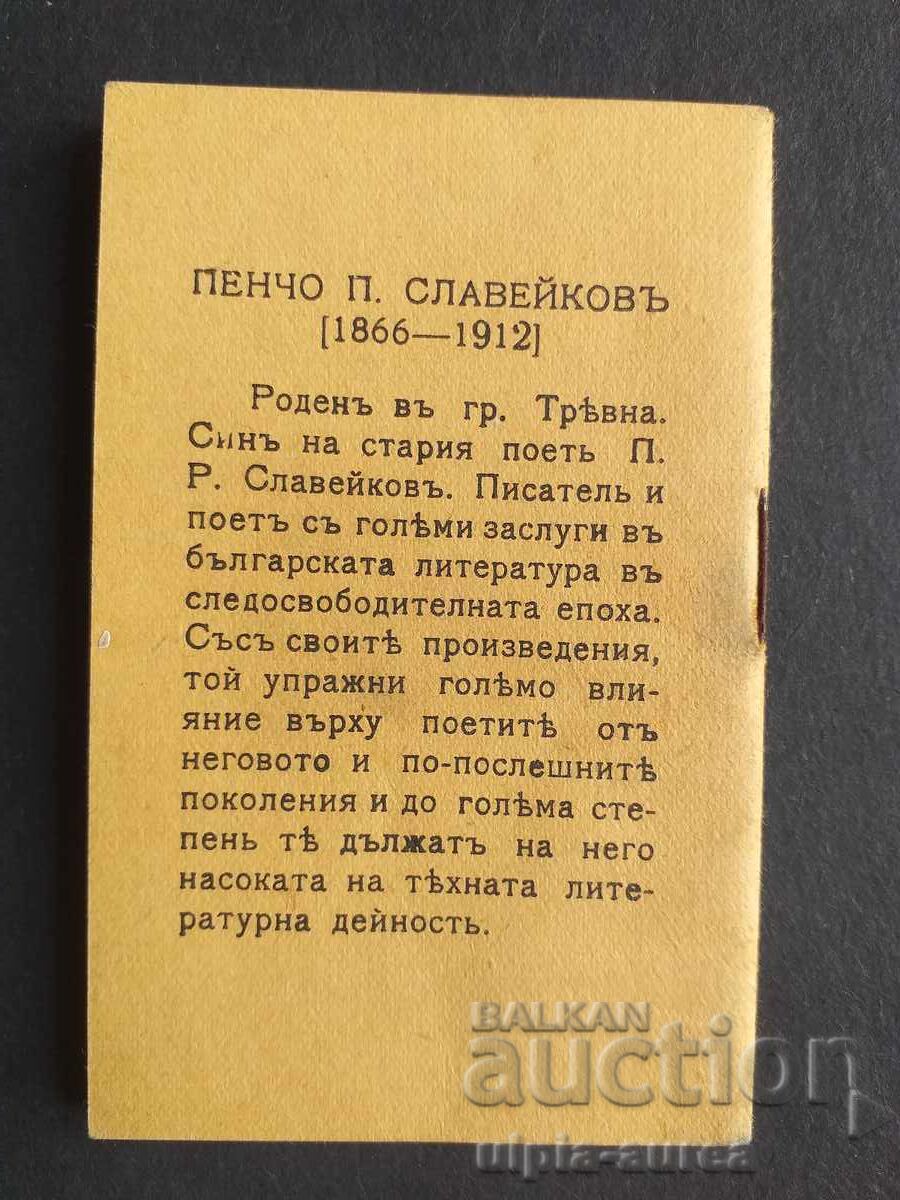 ПЕНЧО П. СЛАВЕЙКОВЪ
[1866—1912]
Роденъ въ гр. Трѣвна.
Синъ на стария поетъ П.
Р. Славейковъ. Писатель и
поетъ съ голѣми заслуги въ
българската литература въ
следосвободителната епоха.
Със​ъ своитѣ произведения,
той упражни голѣмо вли-
яние върху поетитѣ отъ
неговото и по-послешнитѣ
поколения и до голѣма сте-
пень тѣ дължатъ на него
насоката на тѣхната лите-
ратурна дейность.
BALKAN
auction
ulpia-aurea